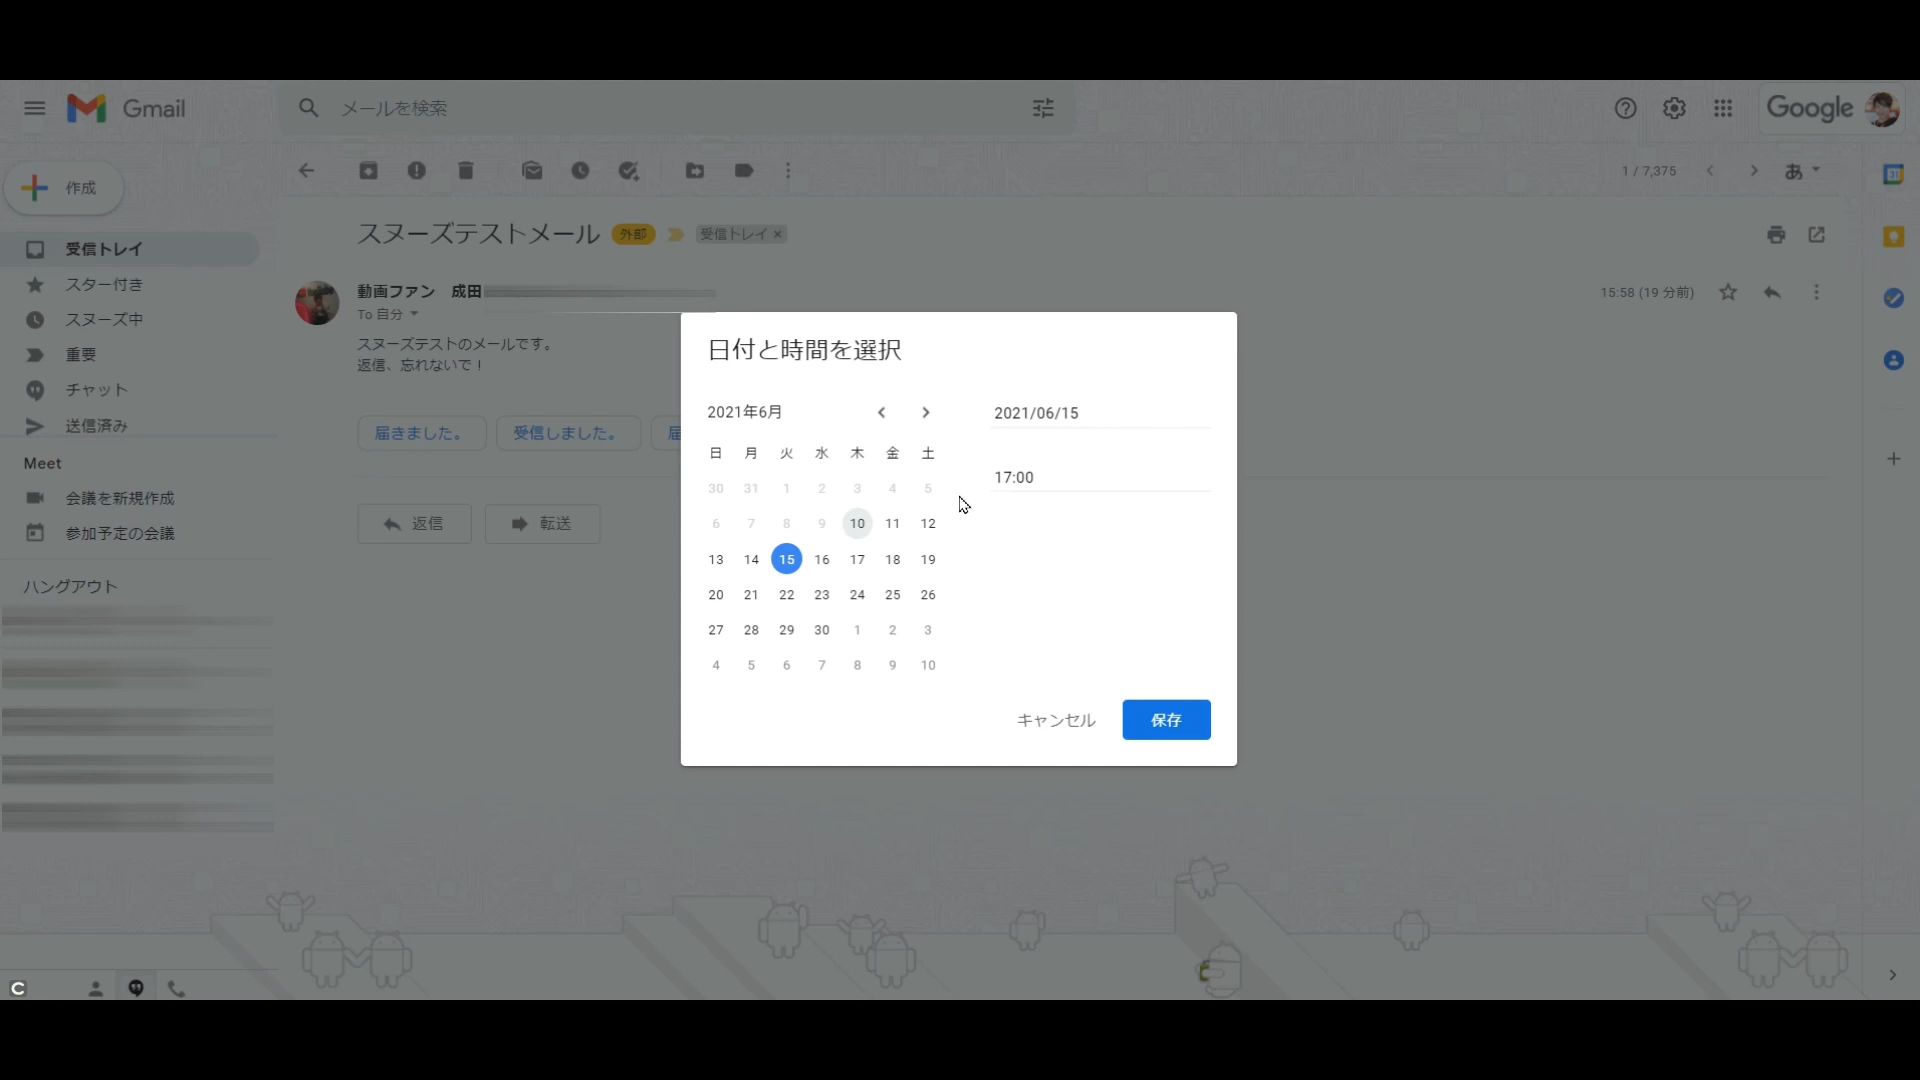 Gmail
メールを検索
Google
作成
1 / 7,375
あ
受信トレイ
スター付き
スヌーズ中
重要
チャット
送信済み
Meet
会議を新規作成
参加予定の会議
ハングアウト
スヌーズテストメール 外部 受信トレイ ×
動画ファン 成田
15:58 (19 分前)
To 自分
スヌーズテストのメールです。
返信、忘れないで！
届きました。 受信しました。 届
返信 転送
日付と時間を選択
2021年6月
日 月 火 水 木 金 土
30 31 1 2 3 4 5
6 7 8 9 10 11 12
13 14 15 16 17 18 19
20 21 22 23 24 25 26
27 28 29 30 1 2 3
4 5 6 7 8 9 10
2021/06/15
17:00
キャンセル 保存
31
C